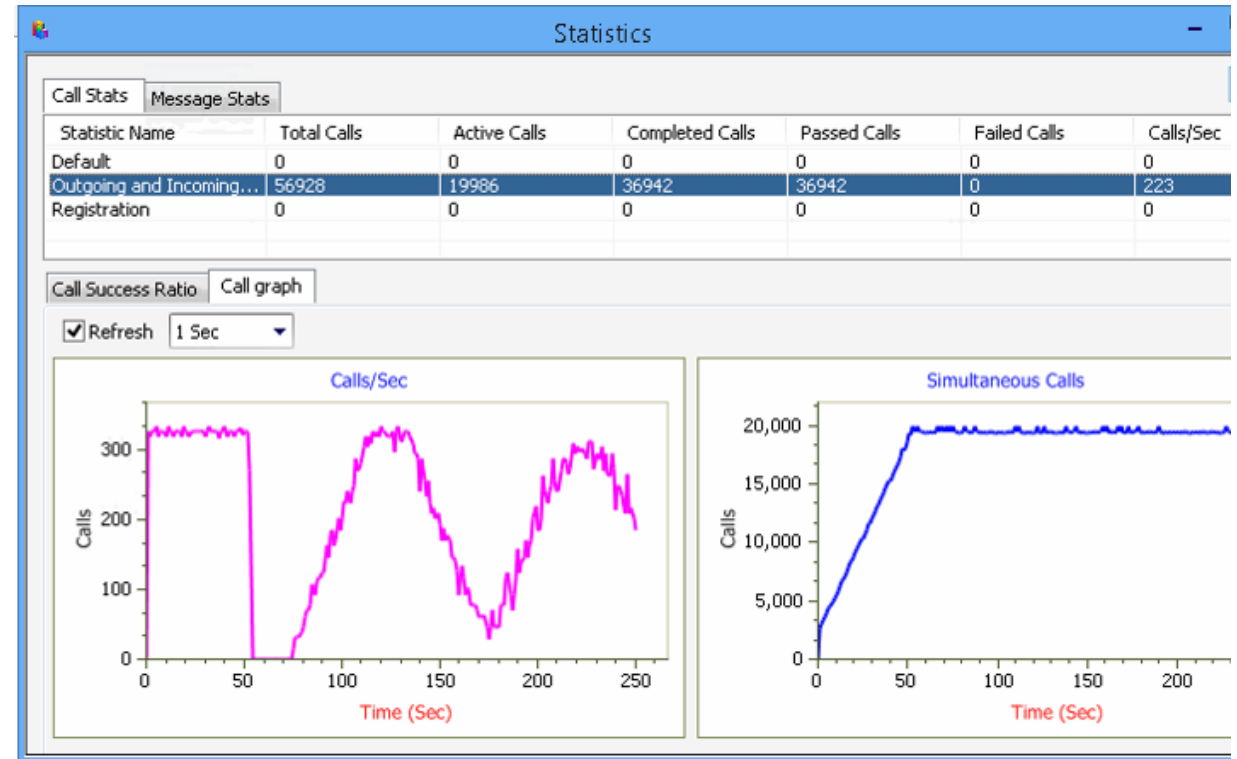 Statistics
Call Stats Message Stats
Statistic Name Total Calls Active Calls Completed Calls Passed Calls Failed Calls Calls/Sec
Default 0 0 0 0 0 0
Outgoing and Incoming... 56928 19986 36942 36942 0 223
Registration 0 0 0 0 0 0
Call Success Ratio Call graph
Refresh 1 Sec
Calls/Sec
300
200
100
0
Calls
0 50 100 150 200 250
Time (Sec)
Simultaneous Calls
20,000
15,000
10,000
5,000
0
Calls
0 50 100 150 200
Time (Sec)